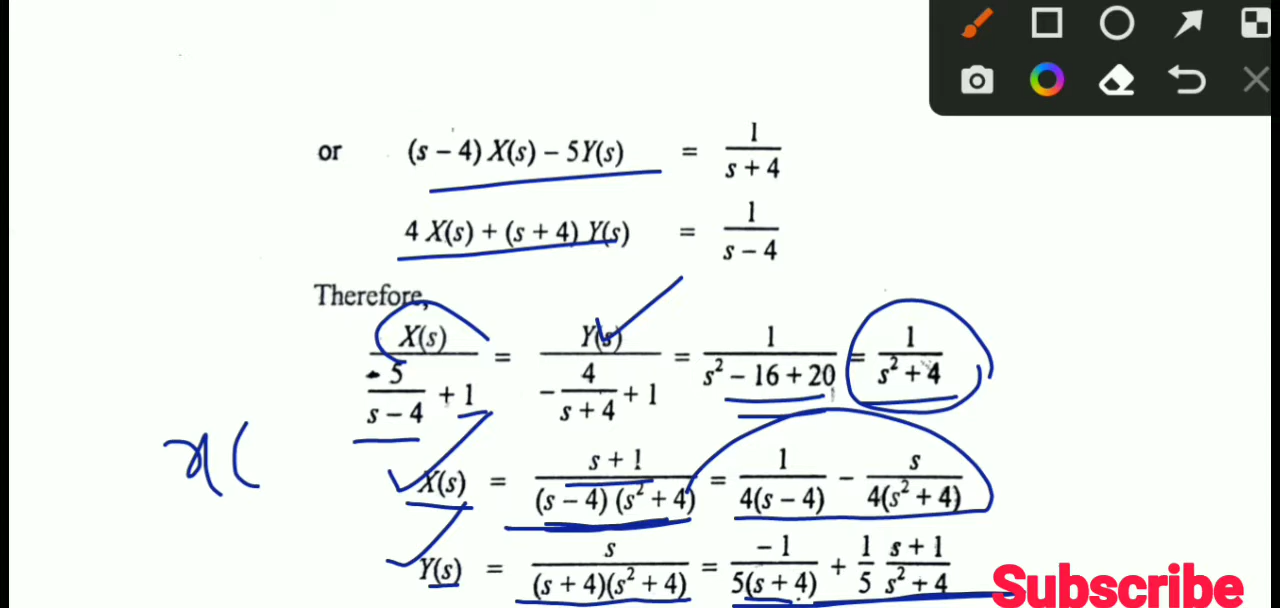 or (s − 4) X(s) − 5Y(s) = 1/(s + 4)
4 X(s) + (s + 4) Y(s) = 1/(s − 4)
Therefore,
X(s)/(-5/(s − 4) + 1) = Y(s)/(−4/(s + 4) + 1) = 1/(s² − 16 + 20) = 1/(s² + 4)
x(
X(s) = (s + 1)/((s − 4) (s² + 4)) = 1/(4(s − 4)) − s/(4(s² + 4))
Y(s) = s/((s + 4)(s² + 4)) = −1/(5(s + 4)) + 1/5 (s + 1)/(s² + 4)
Subscribe